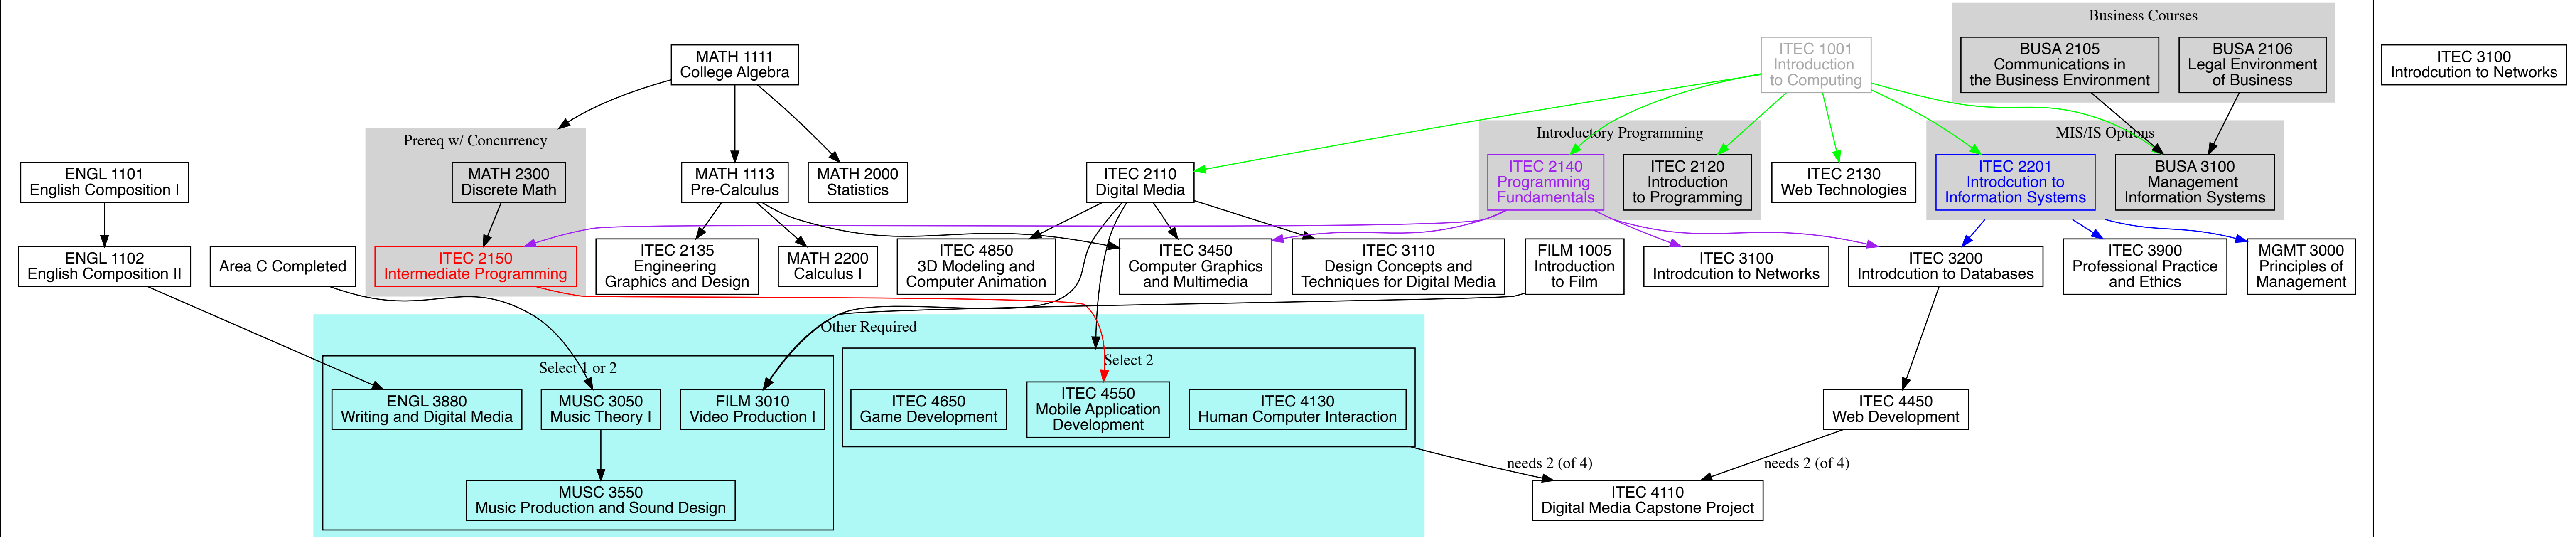 Business Courses
MATH 1111
College Algebra
ITEC 1001
Introduction
to Computing
BUSA 2105
Communications in
the Business Environment
BUSA 2106
Legal Environment
of Business
ITEC 3100
Introdcution to Networks
Prereq w/ Concurrency
Introductory Programming
MIS/IS Options
ENGL 1101
English Composition I
MATH 2300
Discrete Math
MATH 1113
Pre-Calculus
MATH 2000
Statistics
ITEC 2110
Digital Media
ITEC 2140
Programming
Fundamentals
ITEC 2120
Introduction
to Programming
ITEC 2130
Web Technologies
ITEC 2201
Introdcution to
Information Systems
BUSA 3100
Management
Information Systems
ENGL 1102
English Composition II
Area C Completed
ITEC 2150
Intermediate Programming
ITEC 2135
Engineering
Graphics and Design
MATH 2200
Calculus I
ITEC 4850
3D Modeling and
Computer Animation
ITEC 3450
Computer Graphics
and Multimedia
ITEC 3110
Design Concepts and
Techniques for Digital Media
FILM 1005
Introduction
to Film
ITEC 3100
Introdcution to Networks
ITEC 3200
Introdcution to Databases
ITEC 3900
Professional Practice
and Ethics
MGMT 3000
Principles of
Management
Other Required
Select 1 or 2
Select 2
ENGL 3880
Writing and Digital Media
MUSC 3050
Music Theory I
FILM 3010
Video Production I
ITEC 4650
Game Development
ITEC 4550
Mobile Application
Development
ITEC 4130
Human Computer Interaction
ITEC 4450
Web Development
needs 2 (of 4)
needs 2 (of 4)
MUSC 3550
Music Production and Sound Design
ITEC 4110
Digital Media Capstone Project